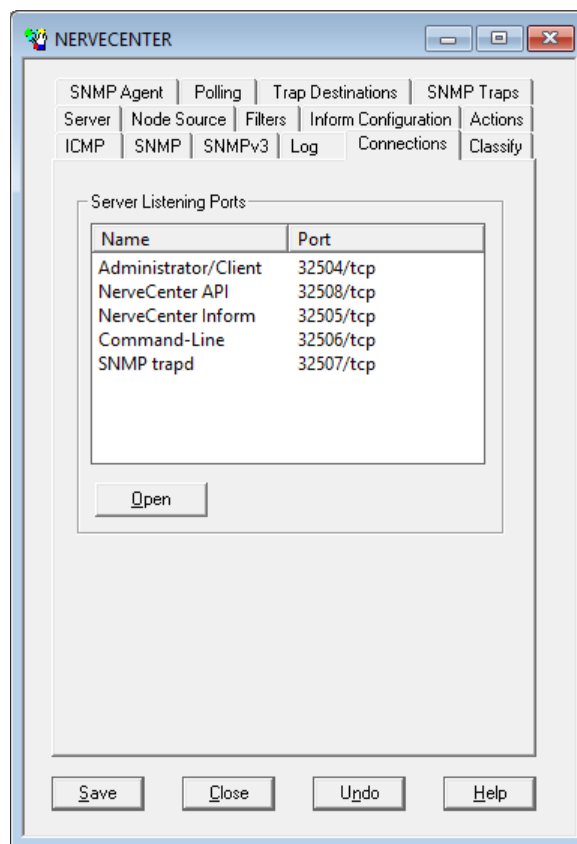 NERVECENTER
SNMP Agent Polling Trap Destinations SNMP Traps
Server Node Source Filters Inform Configuration Actions
ICMP SNMP SNMPv3 Log Connections Classify
Server Listening Ports
Name Port
Administrator/Client 32504/tcp
NerveCenter API 32508/tcp
NerveCenter Inform 32505/tcp
Command-Line 32506/tcp
SNMP trapd 32507/tcp
Open
Save Close Undo Help